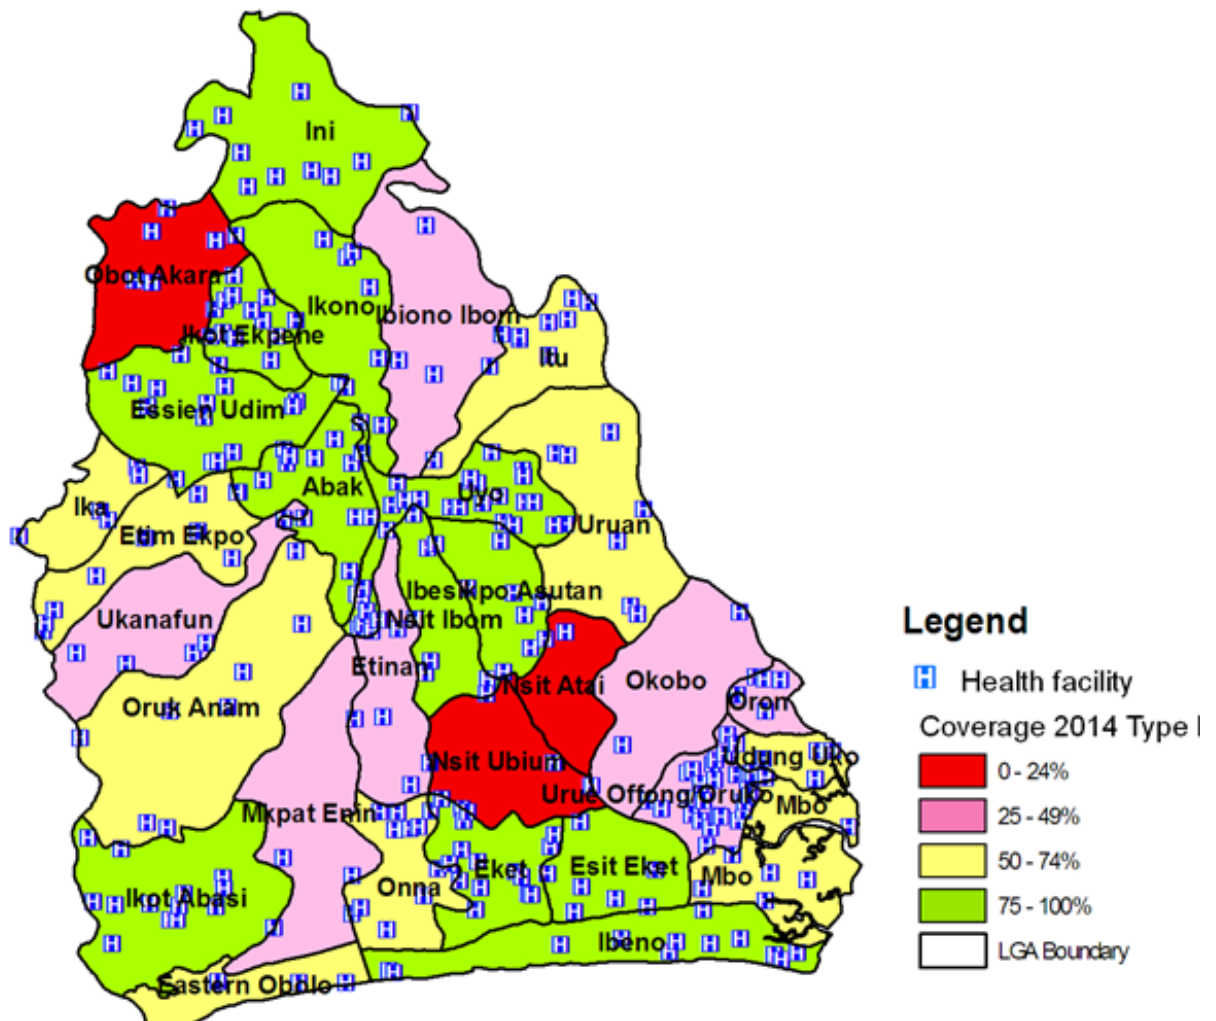 Ini
Obot Akara
Ikono
Ibiono Ibom
Ikot Ekpene
Itu
Essien Udim
Abak
Uyo
Ika
Uruan
Etim Ekpo
Ibesikpo Asutan
Ukanafun
Nsit Ibom
Etinan
Nsit Atai
Okobo
Oron
Oruk Anam
Nsit Ubium
Udung Uko
Urue Offong/Oruko
Mbo
Mkpat Enin
Eket
Esit Eket
Mbo
Onna
Ikot Abasi
Ibeno
Eastern Obolo
Legend
H Health facility
Coverage 2014 Type I
0 - 24%
25 - 49%
50 - 74%
75 - 100%
LGA Boundary